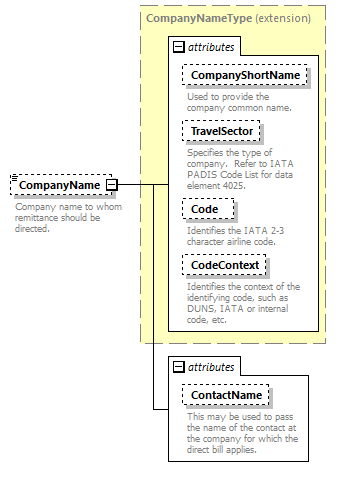 CompanyNameType (extension)
attributes
CompanyShortName
Used to provide the
company common name.
TravelSector
Specifies the type of
company.  Refer to IATA
PADIS Code List for data
element 4025.
Code
Identifies the IATA 2-3
character airline code.
CodeContext
Identifies the context of the
identifying code, such as
DUNS, IATA or internal
code, etc.
CompanyName
Company name to whom
remittance should be
directed.
attributes
ContactName
This may be used to pass
the name of the contact at
the company for which the
direct bill applies.